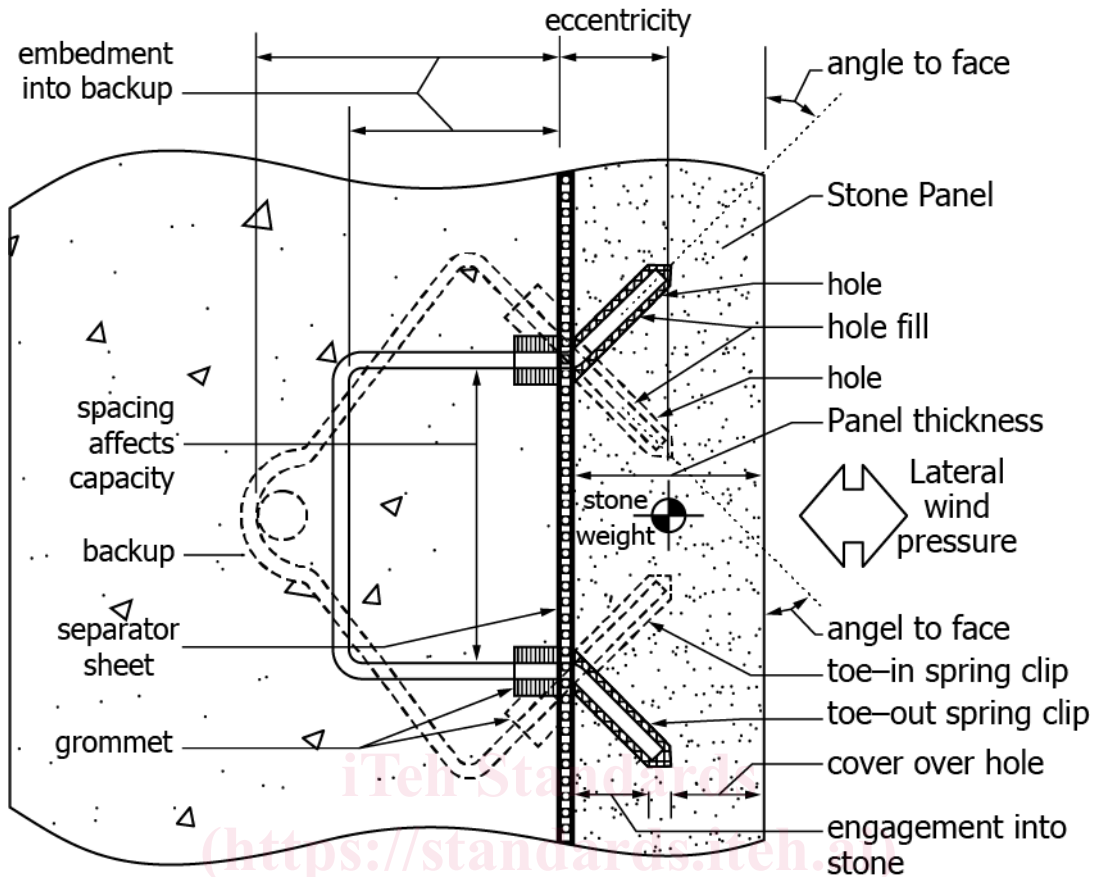 eccentricity
embedment
into backup
angle to face
Stone Panel
hole
hole fill
hole
spacing
affects
capacity
Panel thickness
stone
weight
Lateral
wind
pressure
backup
separator
sheet
angel to face
toe-in spring clip
toe-out spring clip
grommet
cover over hole
engagement into
stone
iTeh Standards
(https://standards.iteh.ai)